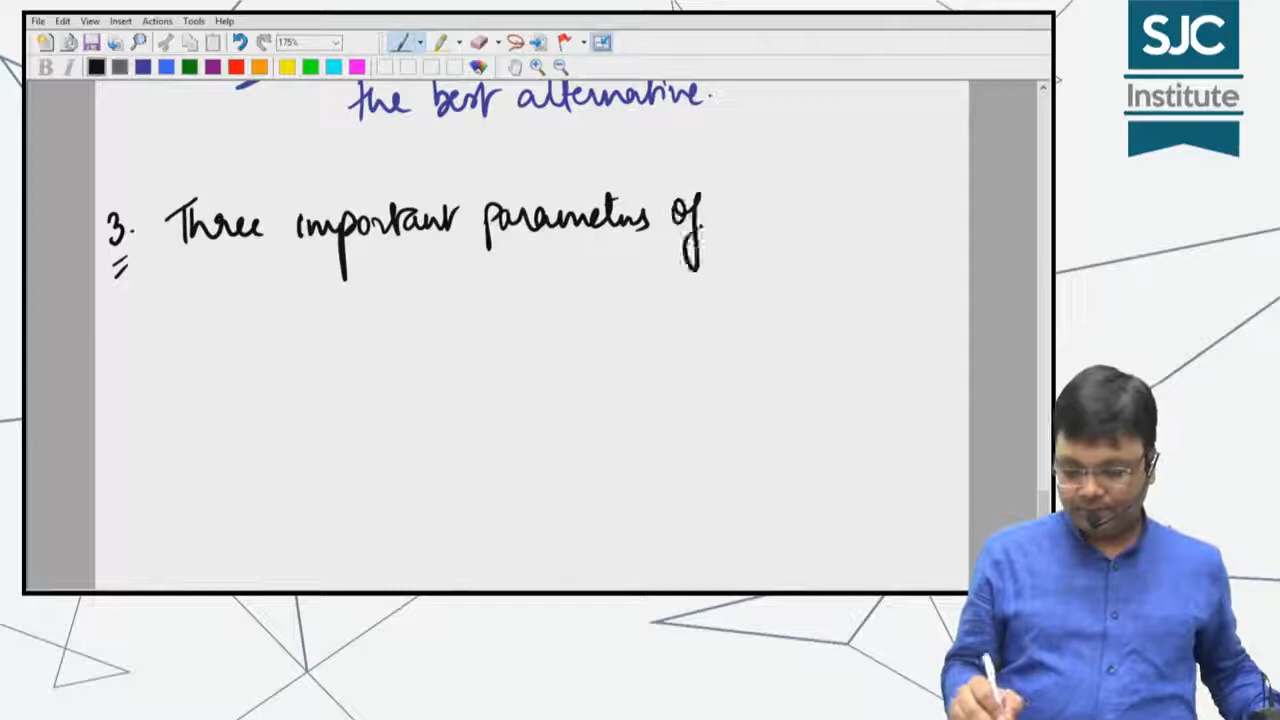 File Edit View Insert Actions Tools Help
175%
B I
the best alternative.
3. Three important parameters of
SJC
Institute